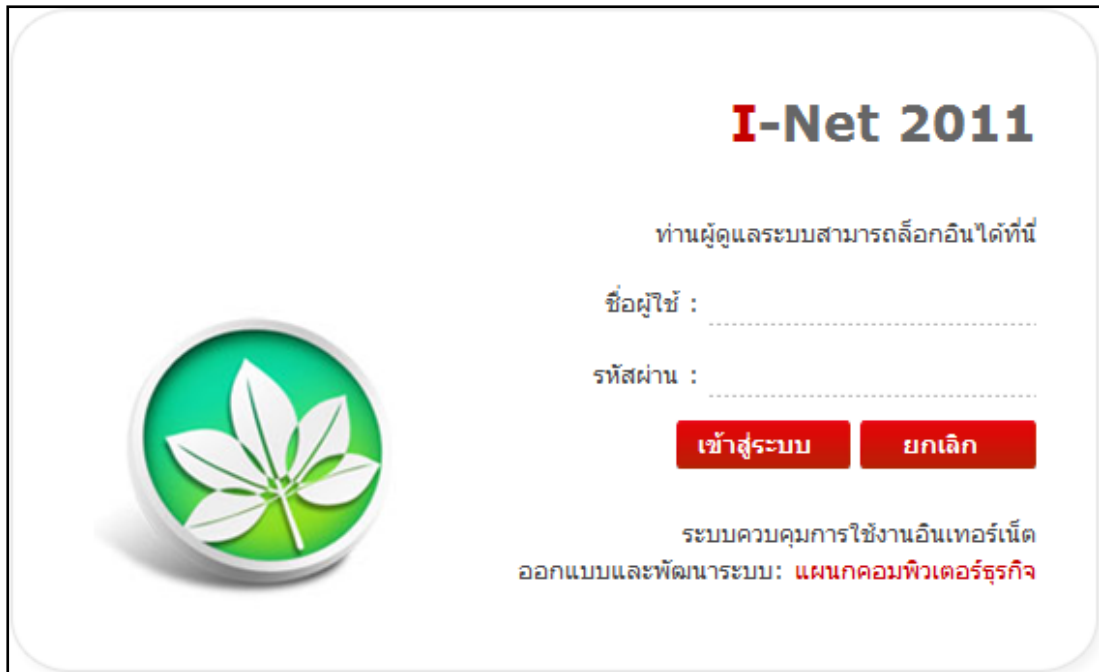 I-Net 2011
ท่านผู้ดูแลระบบสามารถล็อกอินได้ที่นี่
ชื่อผู้ใช้ :
รหัสผ่าน :
เข้าสู่ระบบ ยกเลิก
ระบบควบคุมการใช้งานอินเทอร์เน็ต
ออกแบบและพัฒนาระบบ: แผนกคอมพิวเตอร์ธุรกิจ